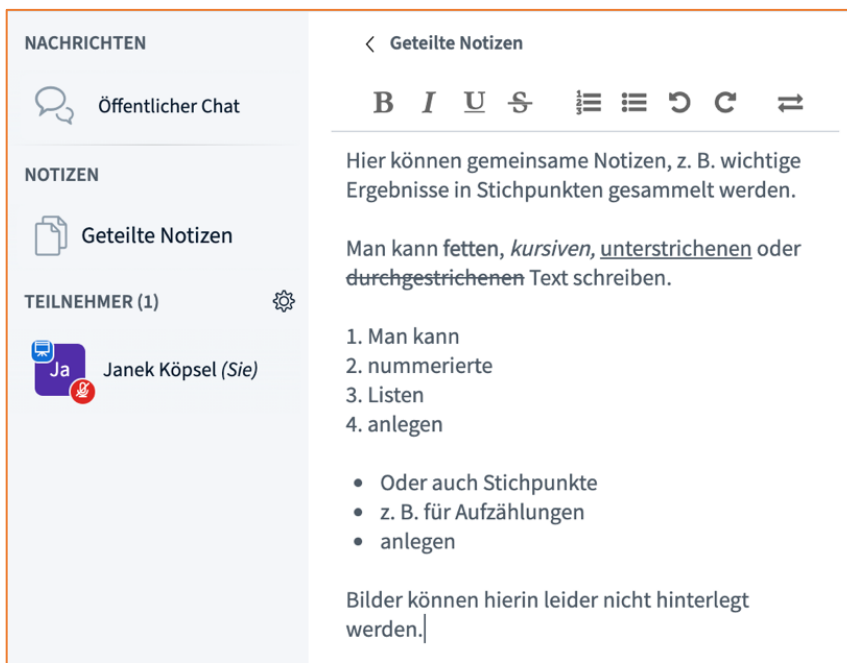 NACHRICHTEN
Öffentlicher Chat
NOTIZEN
Geteilte Notizen
TEILNEHMER (1)
Ja
Janek Köpsel (Sie)
Geteilte Notizen
B I U S
Hier können gemeinsame Notizen, z. B. wichtige
Ergebnisse in Stichpunkten gesammelt werden.
Man kann fetten, kursiven, unterstrichenen oder
durchgestrichenen Text schreiben.
1. Man kann
2. nummerierte
3. Listen
4. anlegen
• Oder auch Stichpunkte
• z. B. für Aufzählungen
• anlegen
Bilder können hierin leider nicht hinterlegt
werden.